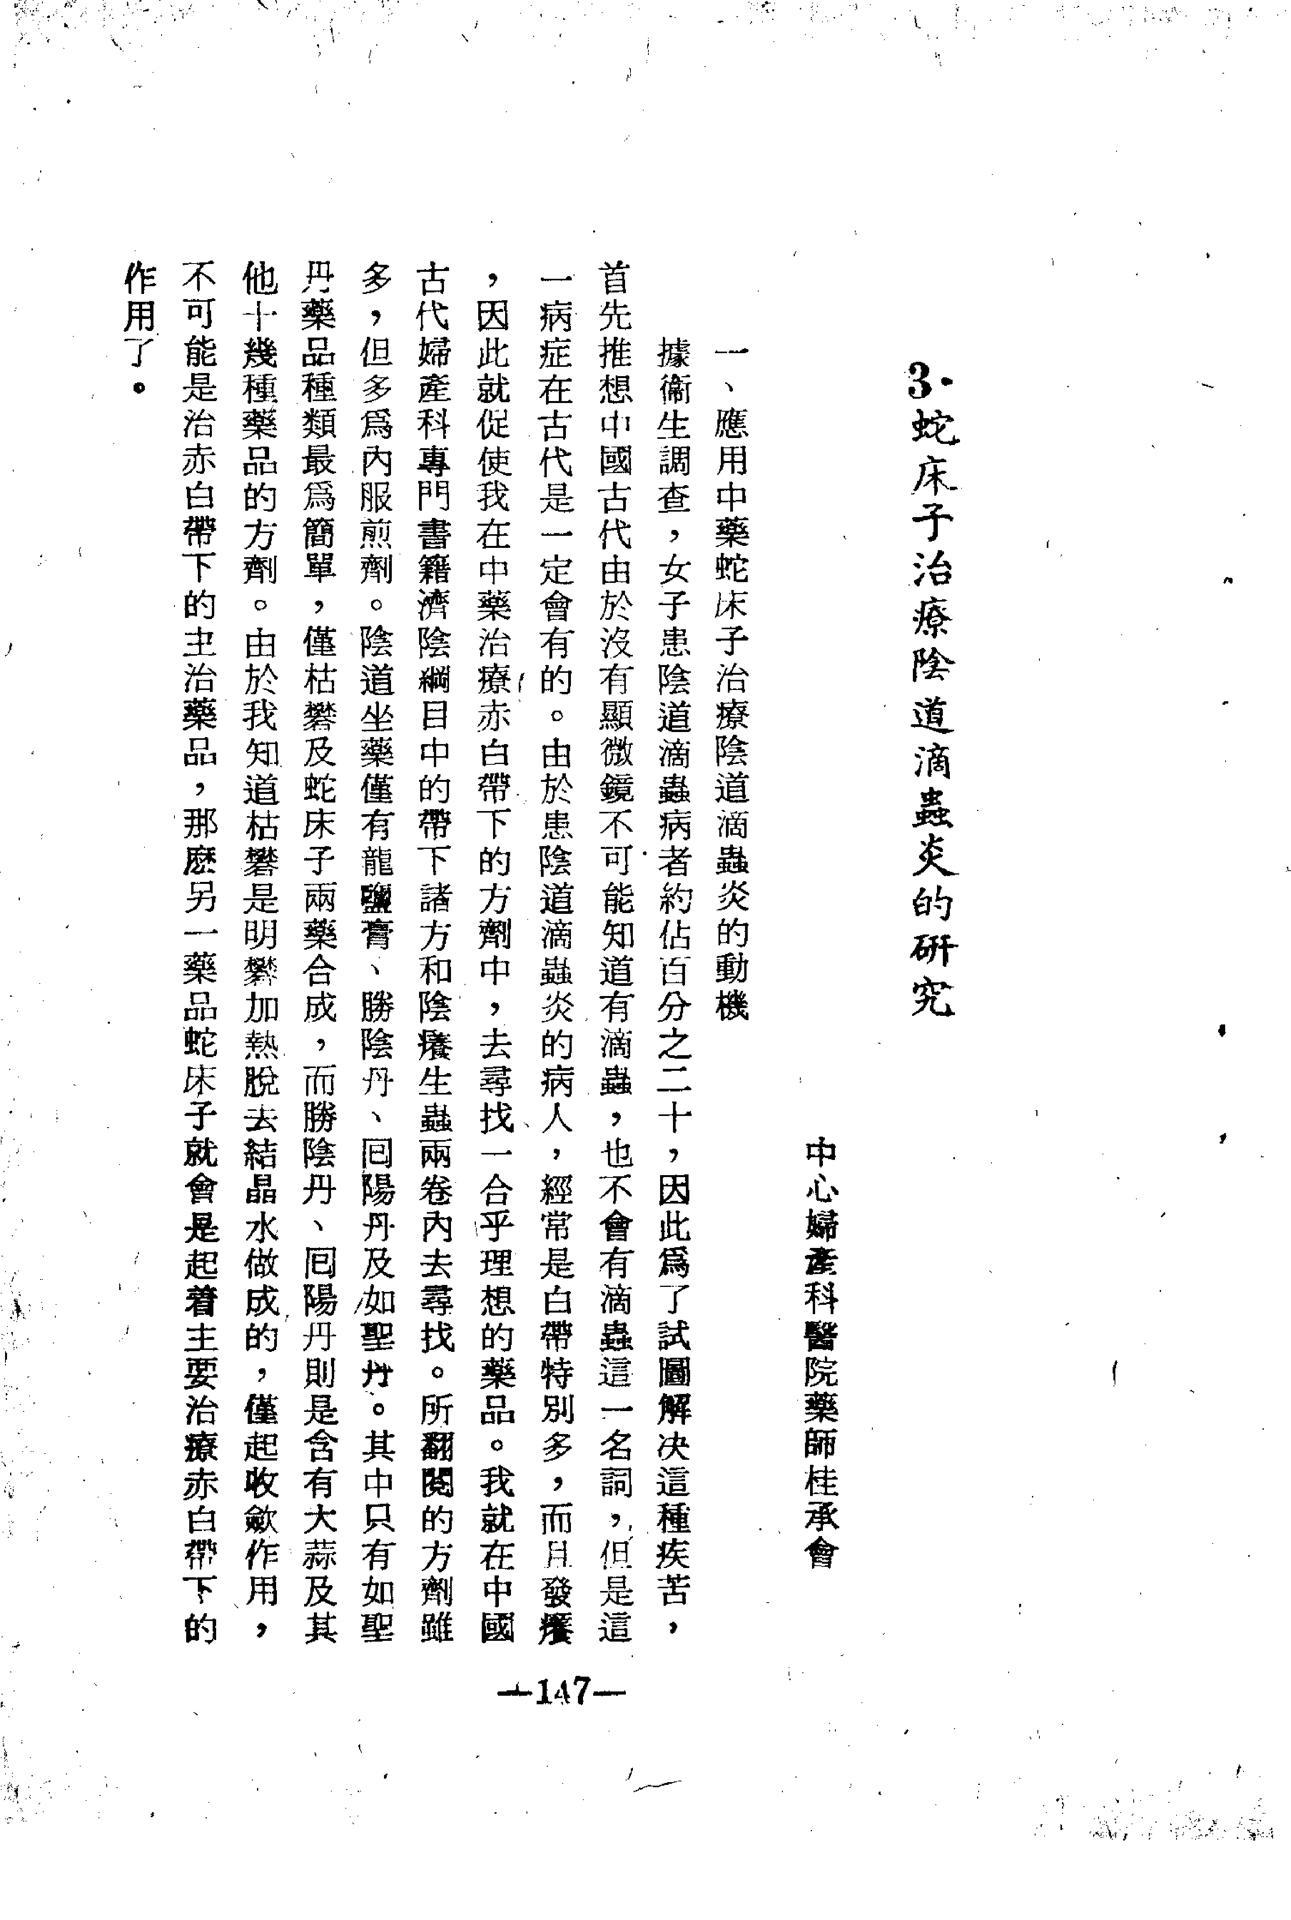 3.蛇床子治療陰道滴蟲炎的研究
中心婦產科醫院藥師桂承會
一、應用中藥蛇床子治療陰道滴蟲炎的動機
據衞生調查，女子患陰道滴蟲病者約佔百分之二十，因此爲了試圖解决這種疾苦，
首先推想中國古代由於沒有顯微鏡不可能知道有滴蟲，也不會有滴蟲這一名詞，但是這
一病症在古代是一定會有的。由於患陰道滴蟲炎的病人，經常是白帶特別多，而且發癢
，因此就促使我在中藥治療赤白帶下的方劑中，去尋找一合乎理想的藥品。我就在中國
古代婦產科專門書籍濟陰綱目中的帶下諸方和陰癢生蟲兩卷內去尋找。所翻閱的方劑雖
多，但多爲內服煎劑。陰道坐藥僅有龍鹽膏、勝陰丹、囘陽丹及如聖丹。其中只有如聖
丹藥品種類最爲簡單，僅枯礬及蛇床子兩藥合成，而勝陰丹、囘陽丹則是含有大蒜及其
他十幾種藥品的方劑。由於我知道枯礬是明礬加熱脫去結晶水做成的，僅起收歛作用，
不可能是治赤白帶下的主治藥品，那麽另一藥品蛇床子就會是起着主要治療赤白帶下的
作用了。
—147—